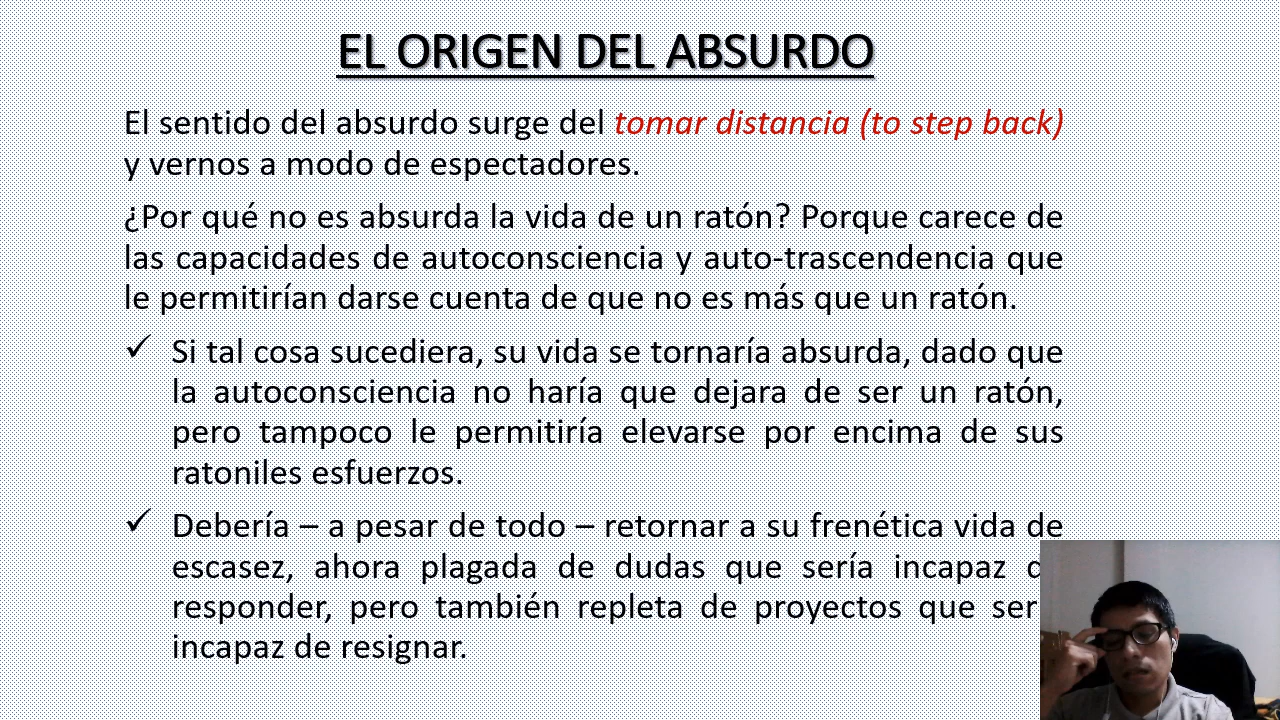 EL ORIGEN DEL ABSURDO
El sentido del absurdo surge del tomar distancia (to step back)
y vernos a modo de espectadores.
¿Por qué no es absurda la vida de un ratón? Porque carece de
las capacidades de autoconsciencia y auto-trascendencia que
le permitirían darse cuenta de que no es más que un ratón.
✓ Si tal cosa sucediera, su vida se tornaría absurda, dado que
la autoconsciencia no haría que dejara de ser un ratón,
pero tampoco le permitiría elevarse por encima de sus
ratoniles esfuerzos.
✓ Debería – a pesar de todo – retornar a su frenética vida de
escasez, ahora plagada de dudas que sería incapaz
responder, pero también repleta de proyectos que
incapaz de resignar.